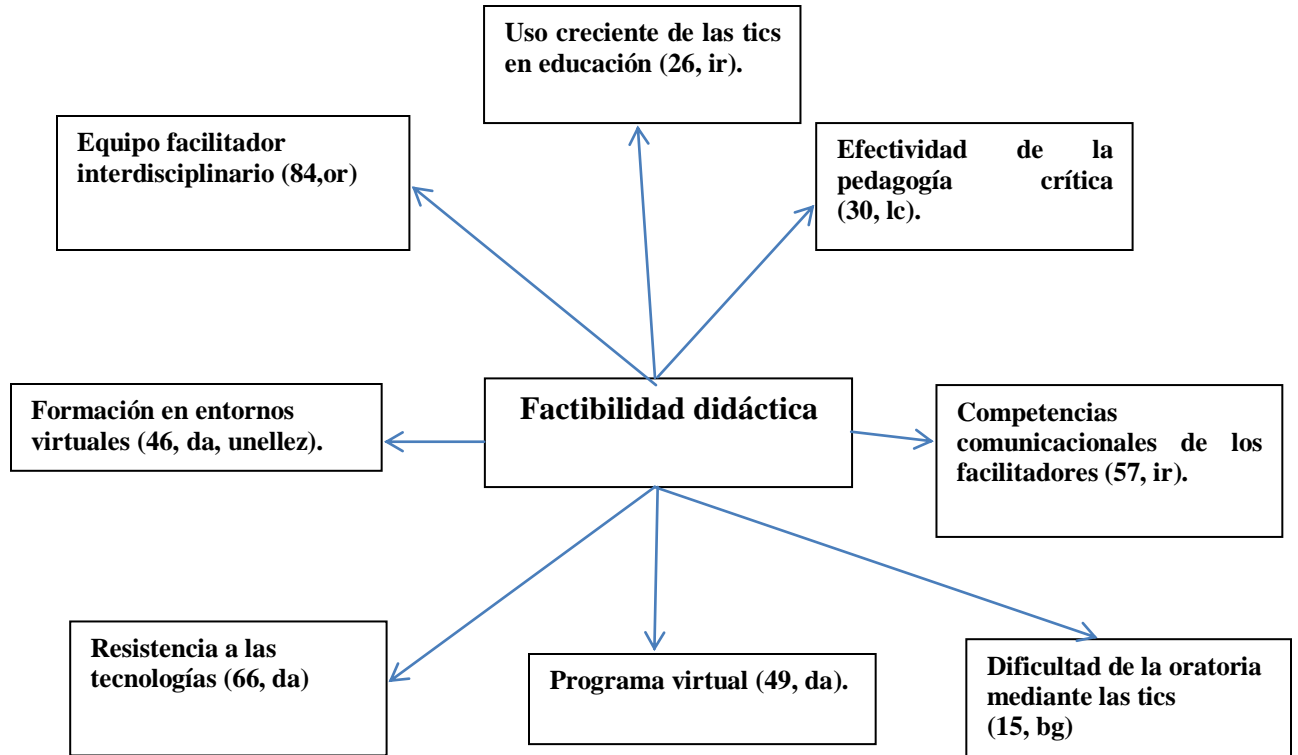 Uso creciente de las tics
en educación (26, ir).
Equipo facilitador
interdisciplinario (84,or)
Efectividad de la
pedagogía crítica
(30, lc).
Formación en entornos
virtuales (46, da, unellez).
Factibilidad didáctica
Competencias
comunicacionales de los
facilitadores (57, ir).
Resistencia a las
tecnologías (66, da)
Programa virtual (49, da).
Dificultad de la oratoria
mediante las tics
(15, bg)